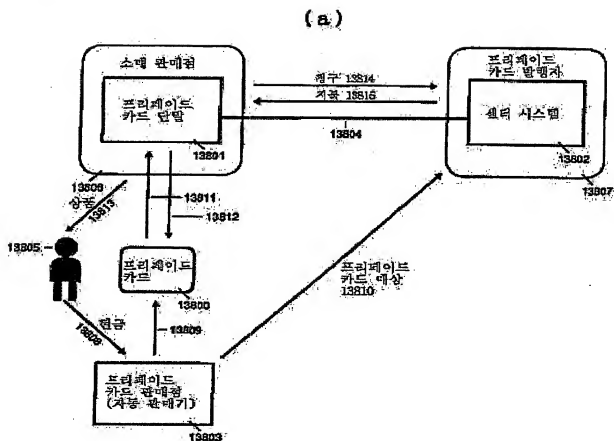 (a)
소매 판매점
프리페이드
카드 단말
13801
청구 13814
지불 13815
13804
프리페이드
카드 발행자
센터 시스템
13802
13807
13806
상품
13813
13811
13812
13805
프리페이드
카드
13800
현금
13808
13809
프리페이드
카드 대상
13810
프리페이드
카드 판매점
(자동 판매기)
13803